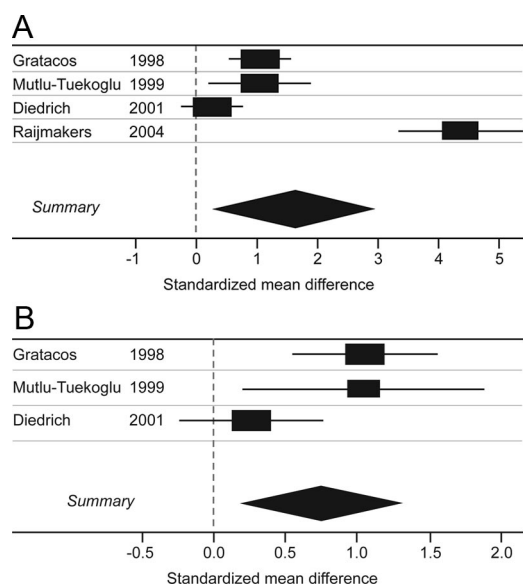 A
Gratacos 1998
Mutlu-Tuekoglu 1999
Diedrich 2001
Raijmakers 2004
Summary
-1 0 1 2 3 4 5
Standardized mean difference
B
Gratacos 1998
Mutlu-Tuekoglu 1999
Diedrich 2001
Summary
-0.5 0.0 0.5 1.0 1.5 2.0
Standardized mean difference